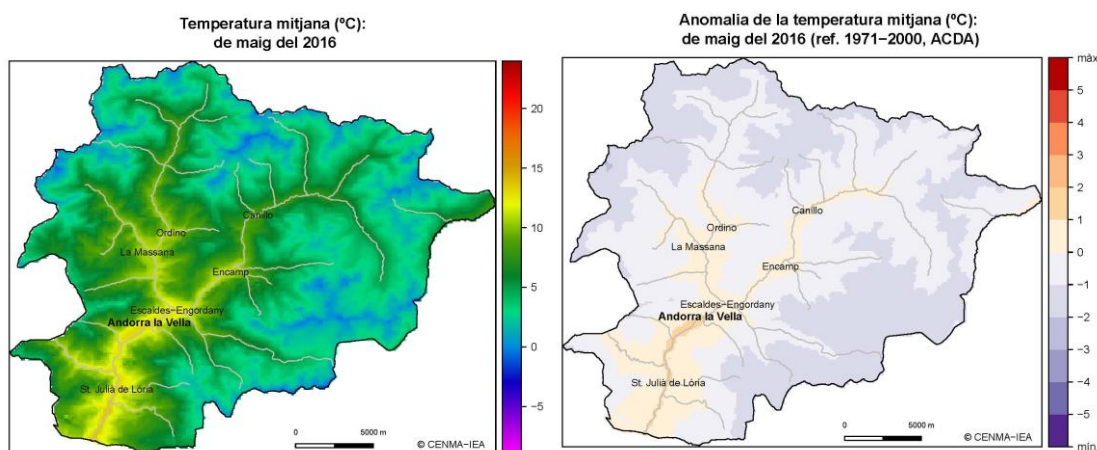 Temperatura mitjana (ºC):
de maig del 2016
20
15
10
5
0
−5
Canillo
Ordino
La Massana
Encamp
Escaldes−Engordany
Andorra la Vella
St. Julià de Lòria
0 5000 m
© CENMA−IEA
Anomalia de la temperatura mitjana (ºC):
de maig del 2016 (ref. 1971−2000, ACDA)
màx
5
4
3
2
1
0
−1
−2
−3
−4
−5
mín
Canillo
Ordino
La Massana
Encamp
Escaldes−Engordany
Andorra la Vella
St. Julià de Lòria
0 5000 m
© CENMA−IEA